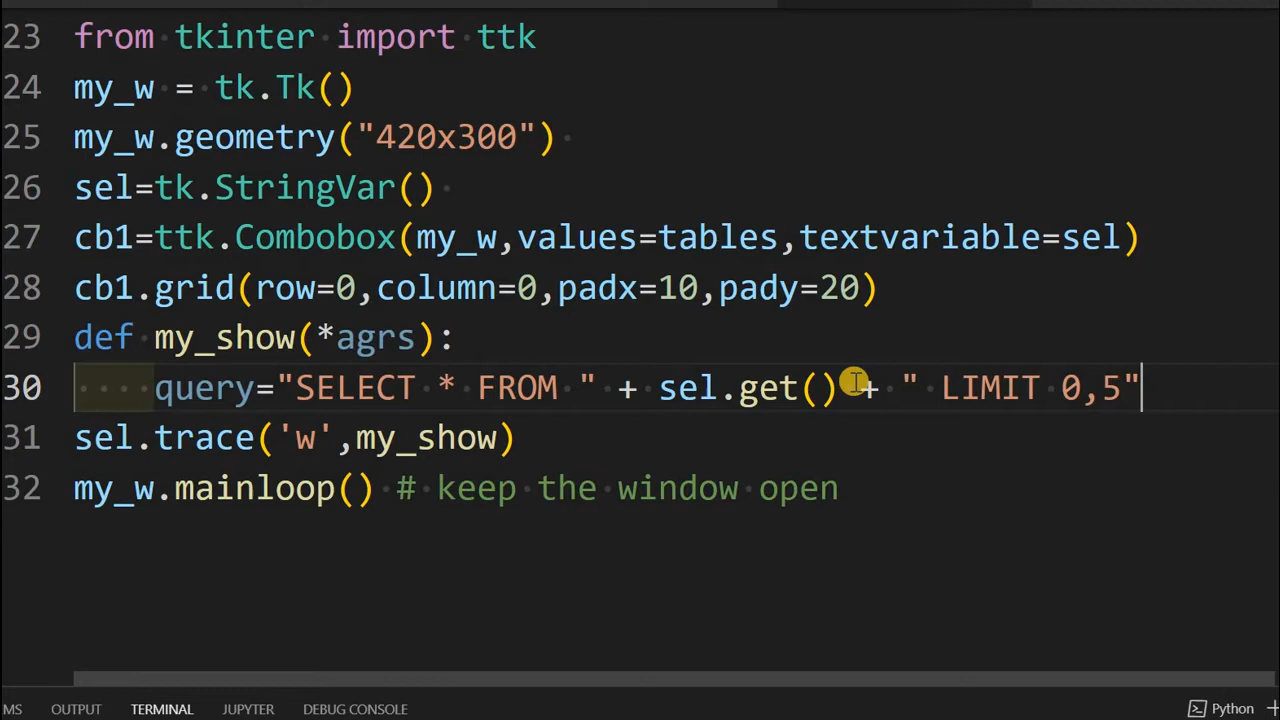 23 from tkinter import ttk
24 my_w = tk.Tk()
25 my_w.geometry("420x300")
26 sel=tk.StringVar()
27 cb1=ttk.Combobox(my_w,values=tables,textvariable=sel)
28 cb1.grid(row=0,column=0,padx=10,pady=20)
29 def my_show(*agrs):
30     query="SELECT * FROM " + sel.get() + " LIMIT 0,5"
31 sel.trace('w',my_show)
32 my_w.mainloop() # keep the window open
MS OUTPUT TERMINAL JUPYTER DEBUG CONSOLE Python